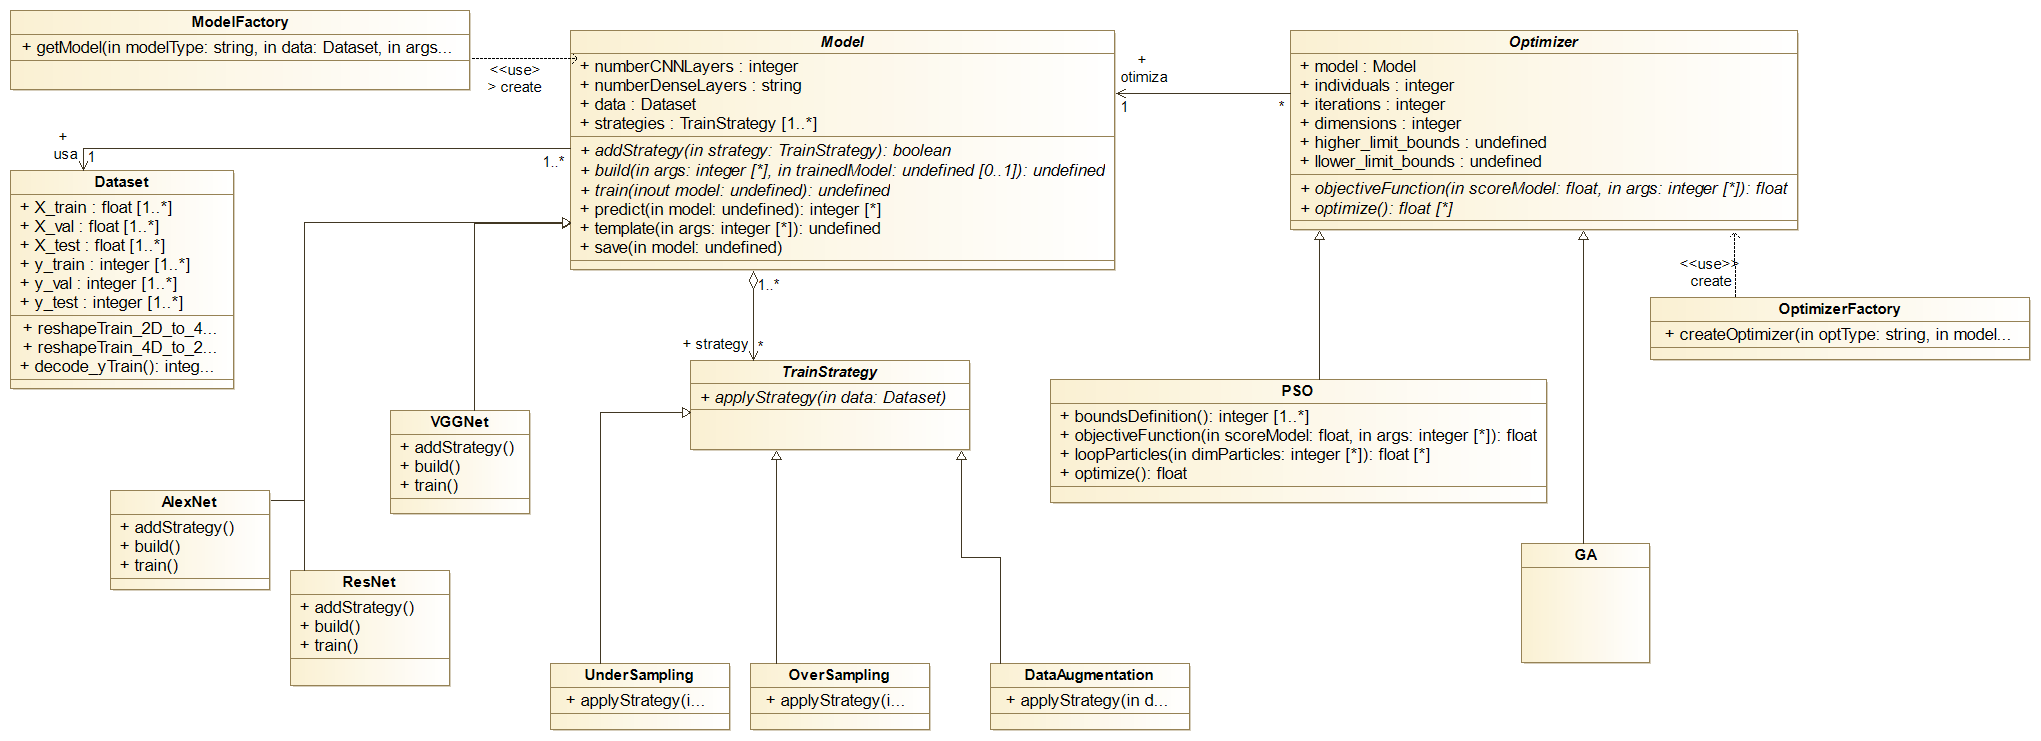 ModelFactory
+ getModel(in modelType: string, in data: Dataset, in args...
<<use>
> create
Model
+ numberCNNLayers : integer
+ numberDenseLayers : string
+ data : Dataset
+ strategies : TrainStrategy [1..*]
+ addStrategy(in strategy: TrainStrategy): boolean
+ build(in args: integer [*], in trainedModel: undefined [0..1]): undefined
+ train(inout model: undefined): undefined
+ predict(in model: undefined): integer [*]
+ template(in args: integer [*]): undefined
+ save(in model: undefined)
+
otimiza
1
*
Optimizer
+ model : Model
+ individuals : integer
+ iterations : integer
+ dimensions : integer
+ higher_limit_bounds : undefined
+ llower_limit_bounds : undefined
+ objectiveFunction(in scoreModel: float, in args: integer [*]): float
+ optimize(): float [*]
+
usa
1
1..*
Dataset
+ X_train : float [1..*]
+ X_val : float [1..*]
+ X_test : float [1..*]
+ y_train : integer [1..*]
+ y_val : integer [1..*]
+ y_test : integer [1..*]
+ reshapeTrain_2D_to_4...
+ reshapeTrain_4D_to_2...
+ decode_yTrain(): integ...
1..*
+ strategy
*
<<use>>
create
OptimizerFactory
+ createOptimizer(in optType: string, in model...
TrainStrategy
+ applyStrategy(in data: Dataset)
PSO
+ boundsDefinition(): integer [1..*]
+ objectiveFunction(in scoreModel: float, in args: integer [*]): float
+ loopParticles(in dimParticles: integer [*]): float [*]
+ optimize(): float
VGGNet
+ addStrategy()
+ build()
+ train()
AlexNet
+ addStrategy()
+ build()
+ train()
ResNet
+ addStrategy()
+ build()
+ train()
GA
UnderSampling
+ applyStrategy(i...
OverSampling
+ applyStrategy(i...
DataAugmentation
+ applyStrategy(in d...